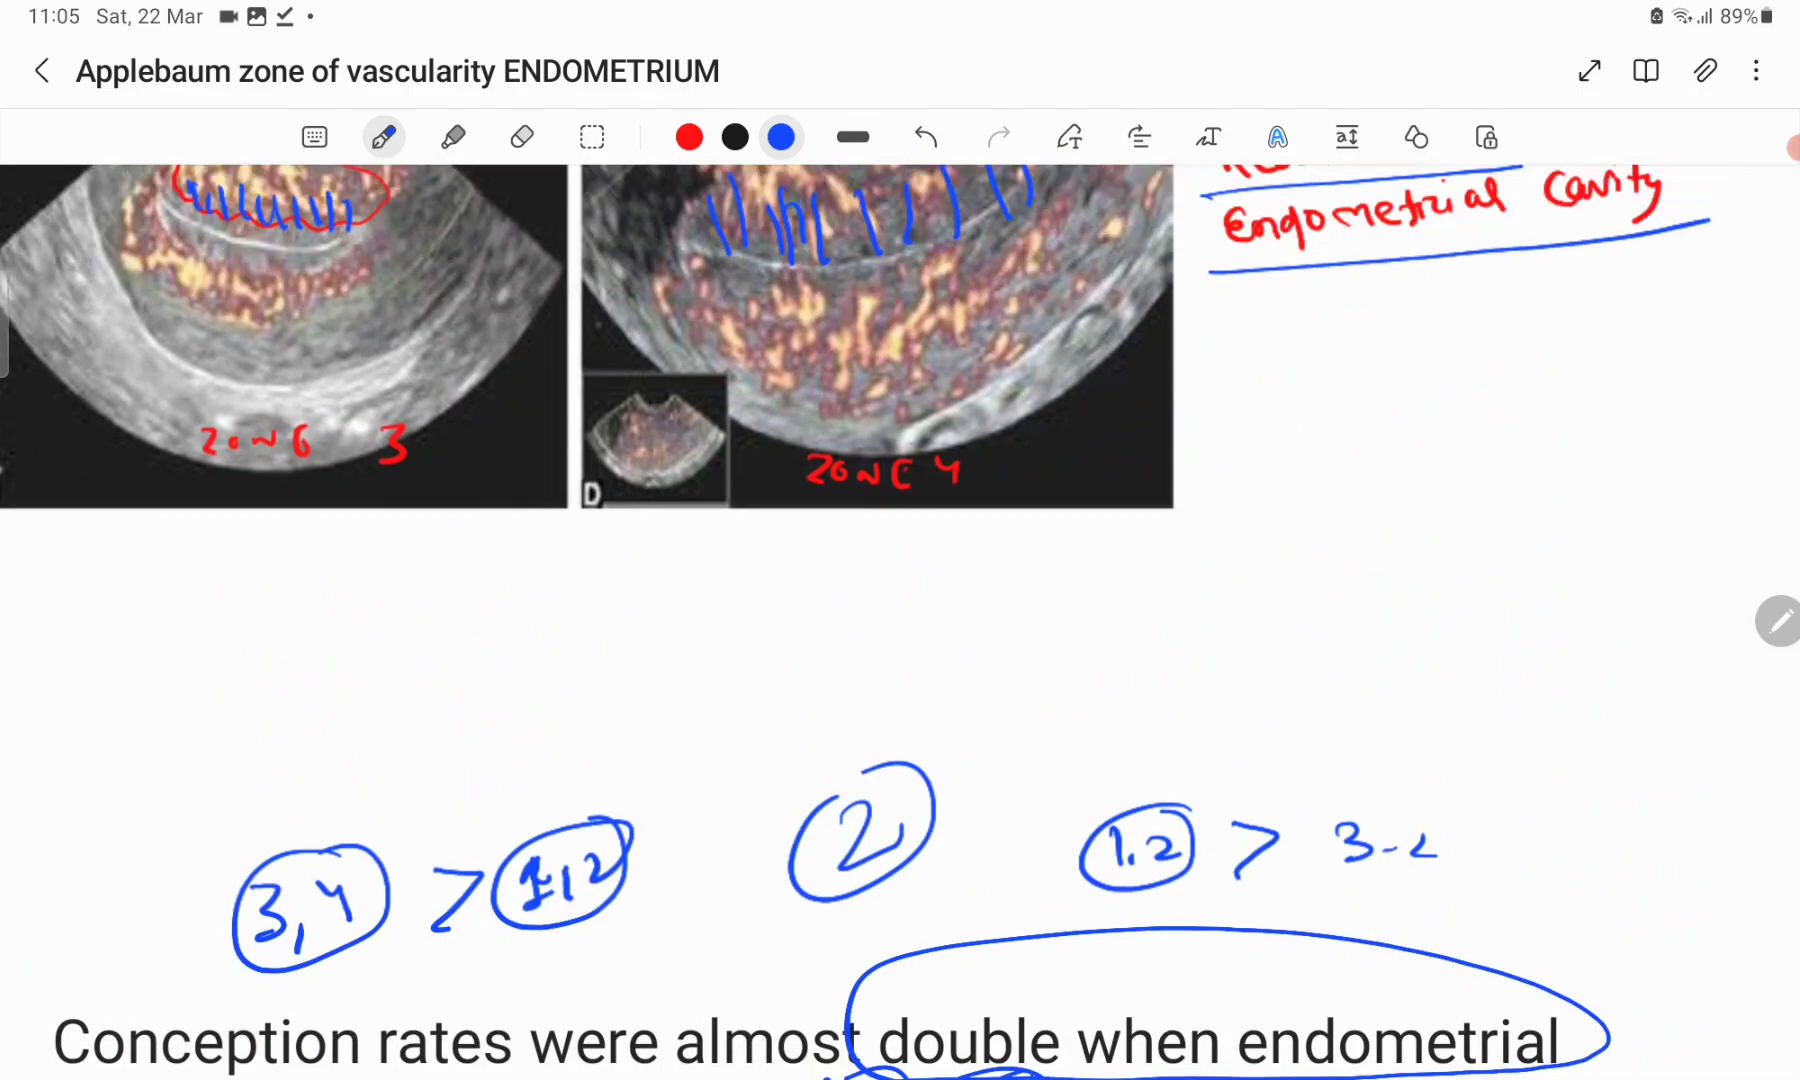 11:05 Sat, 22 Mar
89%
Applebaum zone of vascularity ENDOMETRIUM
Endometrial Cavity
ZONE 3
D
ZONE 4
3,4 > 1,2
2
1.2 > 3-4
Conception rates were almost double when endometrial